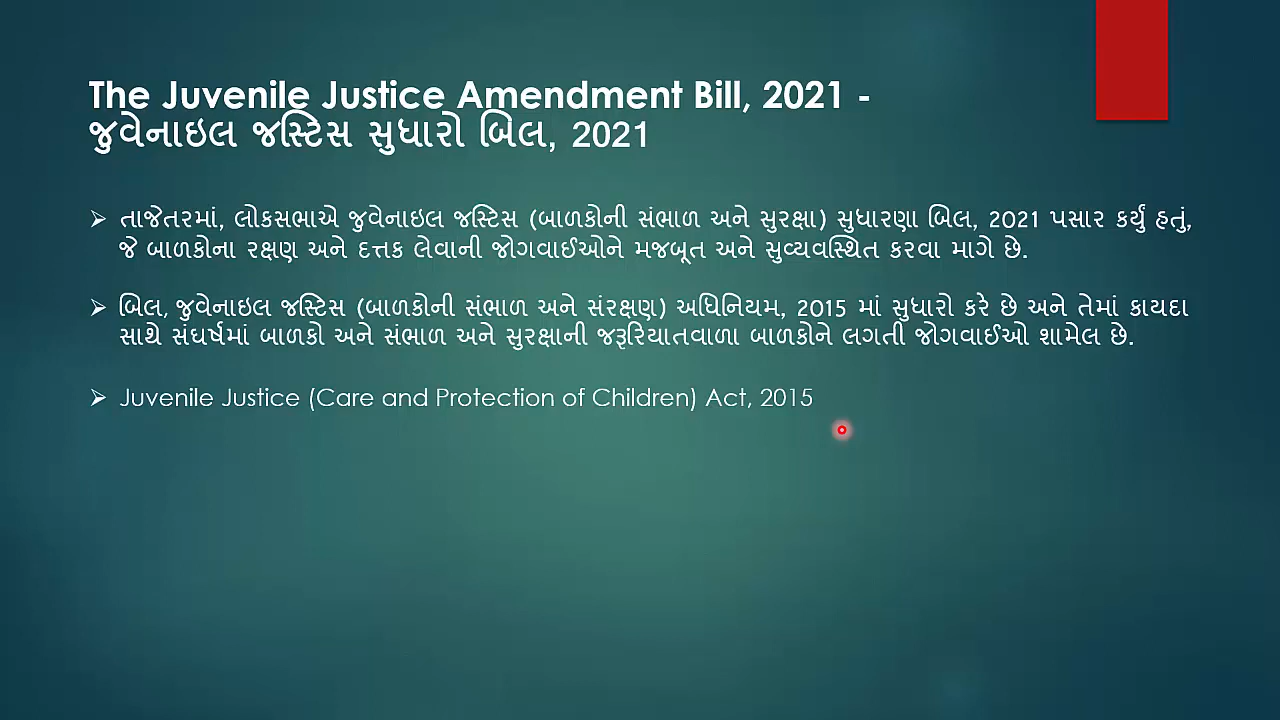 The Juvenile Justice Amendment Bill, 2021 -
જુવેનાઇલ જસ્ટિસ સુધારો બિલ, 2021
➢ તાજેતરમાં, લોકસભાએ જુવેનાઇલ જસ્ટિસ (બાળકોની સંભાળ અને સુરક્ષા) સુધારણા બિલ, 2021 પસાર કર્યું હતું,
જે બાળકોના રક્ષણ અને દત્તક લેવાની જોગવાઈઓને મજબૂત અને સુવ્યવસ્થિત કરવા માગે છે.
➢ બિલ, જુવેનાઇલ જસ્ટિસ (બાળકોની સંભાળ અને સંરક્ષણ) અધિનિયમ, 2015 માં સુધારો કરે છે અને તેમાં કાયદા
સાથે સંઘર્ષમાં બાળકો અને સંભાળ અને સુરક્ષાની જરૂરિયાતવાળા બાળકોને લગતી જોગવાઈઓ શામેલ છે.
➢ Juvenile Justice (Care and Protection of Children) Act, 2015